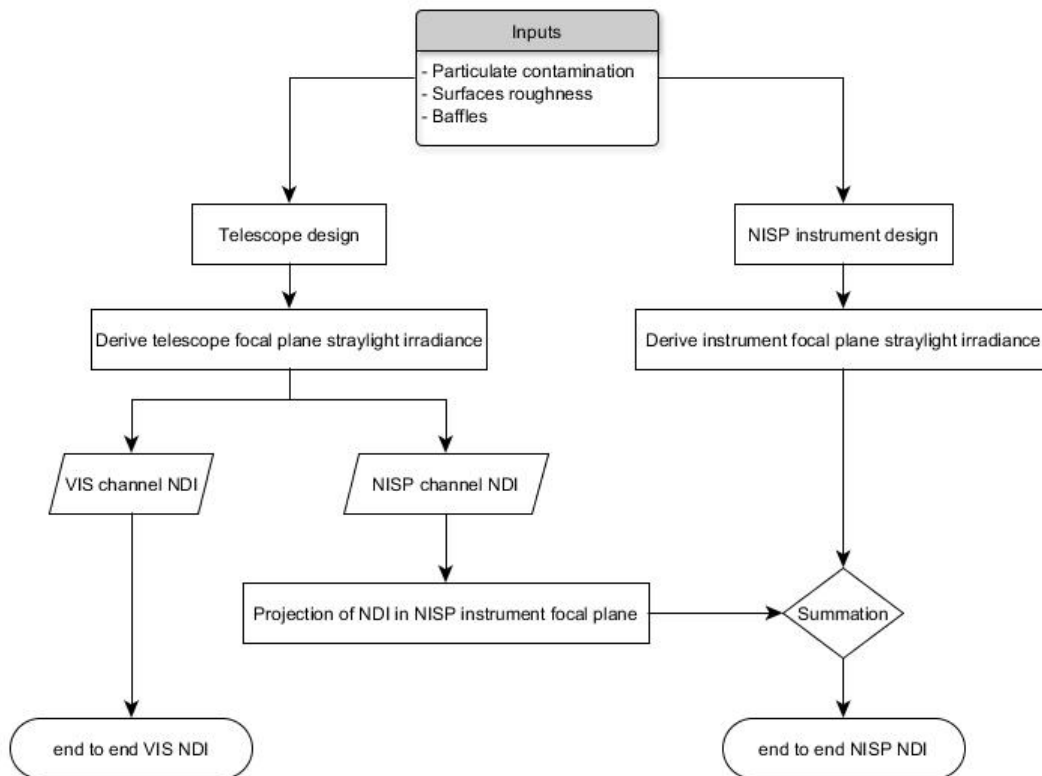 Inputs
- Particulate contamination
- Surfaces roughness
- Baffles
Telescope design
NISP instrument design
Derive telescope focal plane straylight irradiance
Derive instrument focal plane straylight irradiance
VIS channel NDI
NISP channel NDI
Projection of NDI in NISP instrument focal plane
Summation
end to end VIS NDI
end to end NISP NDI